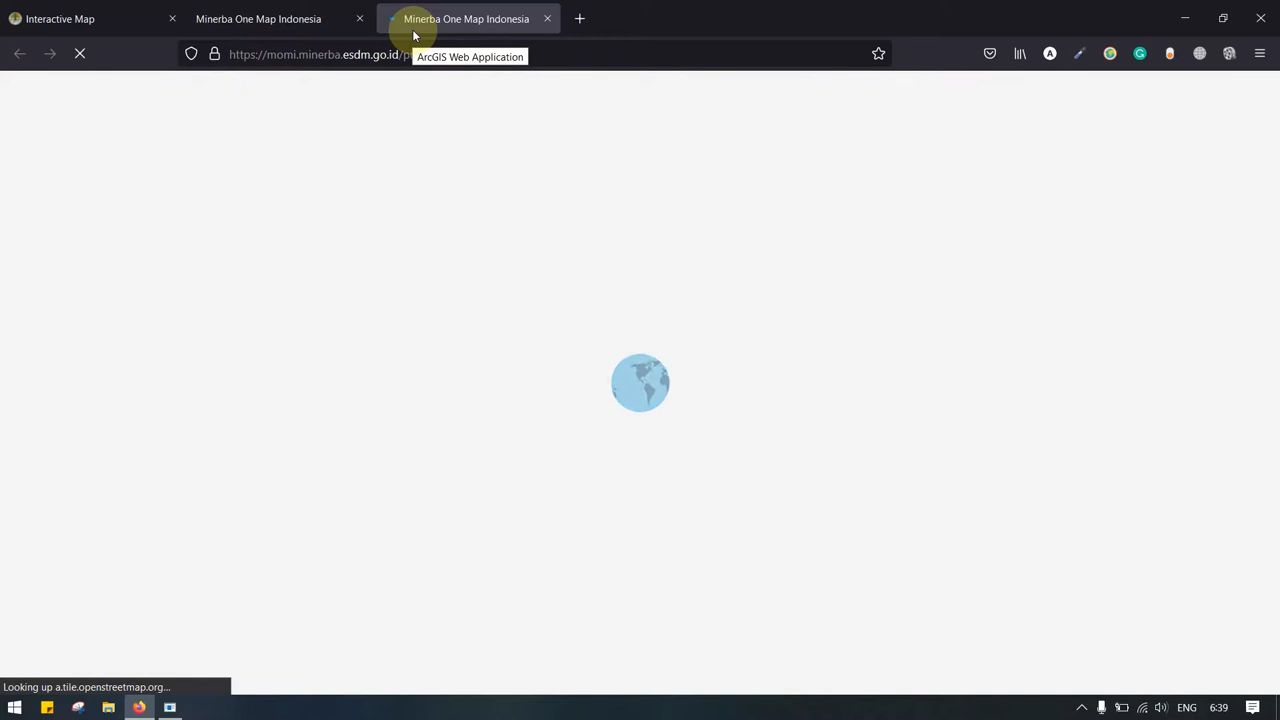 Interactive Map
Minerba One Map Indonesia
Minerba One Map Indonesia
https://momi.minerba.esdm.go.id/p
ArcGIS Web Application
Looking up a.tile.openstreetmap.org...
ENG
6:39